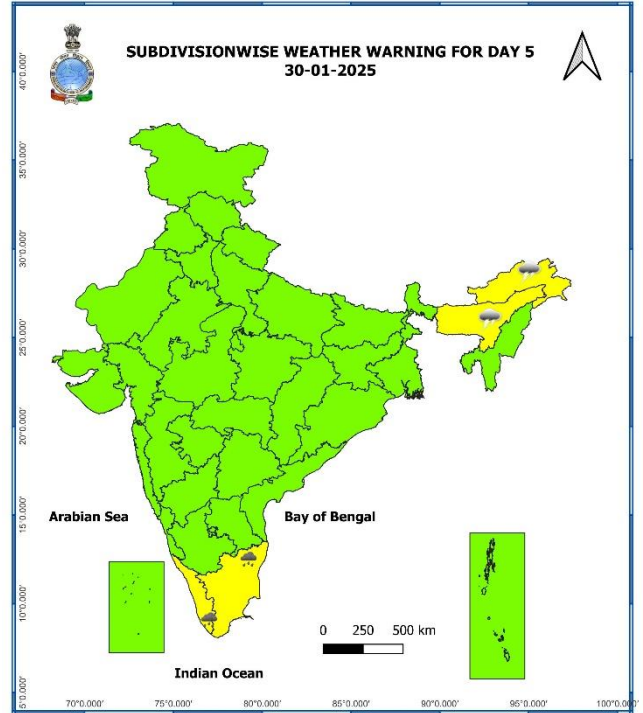 SUBDIVISIONWISE WEATHER WARNING FOR DAY 5
30-01-2025
40°0.000'
35°0.000'
30°0.000'
25°0.000'
20°0.000'
15°0.000'
10°0.000'
5°0.000'
Arabian Sea
Bay of Bengal
0 250 500 km
Indian Ocean
70°0.000' 75°0.000' 80°0.000' 85°0.000' 90°0.000' 95°0.000' 100°0.000'